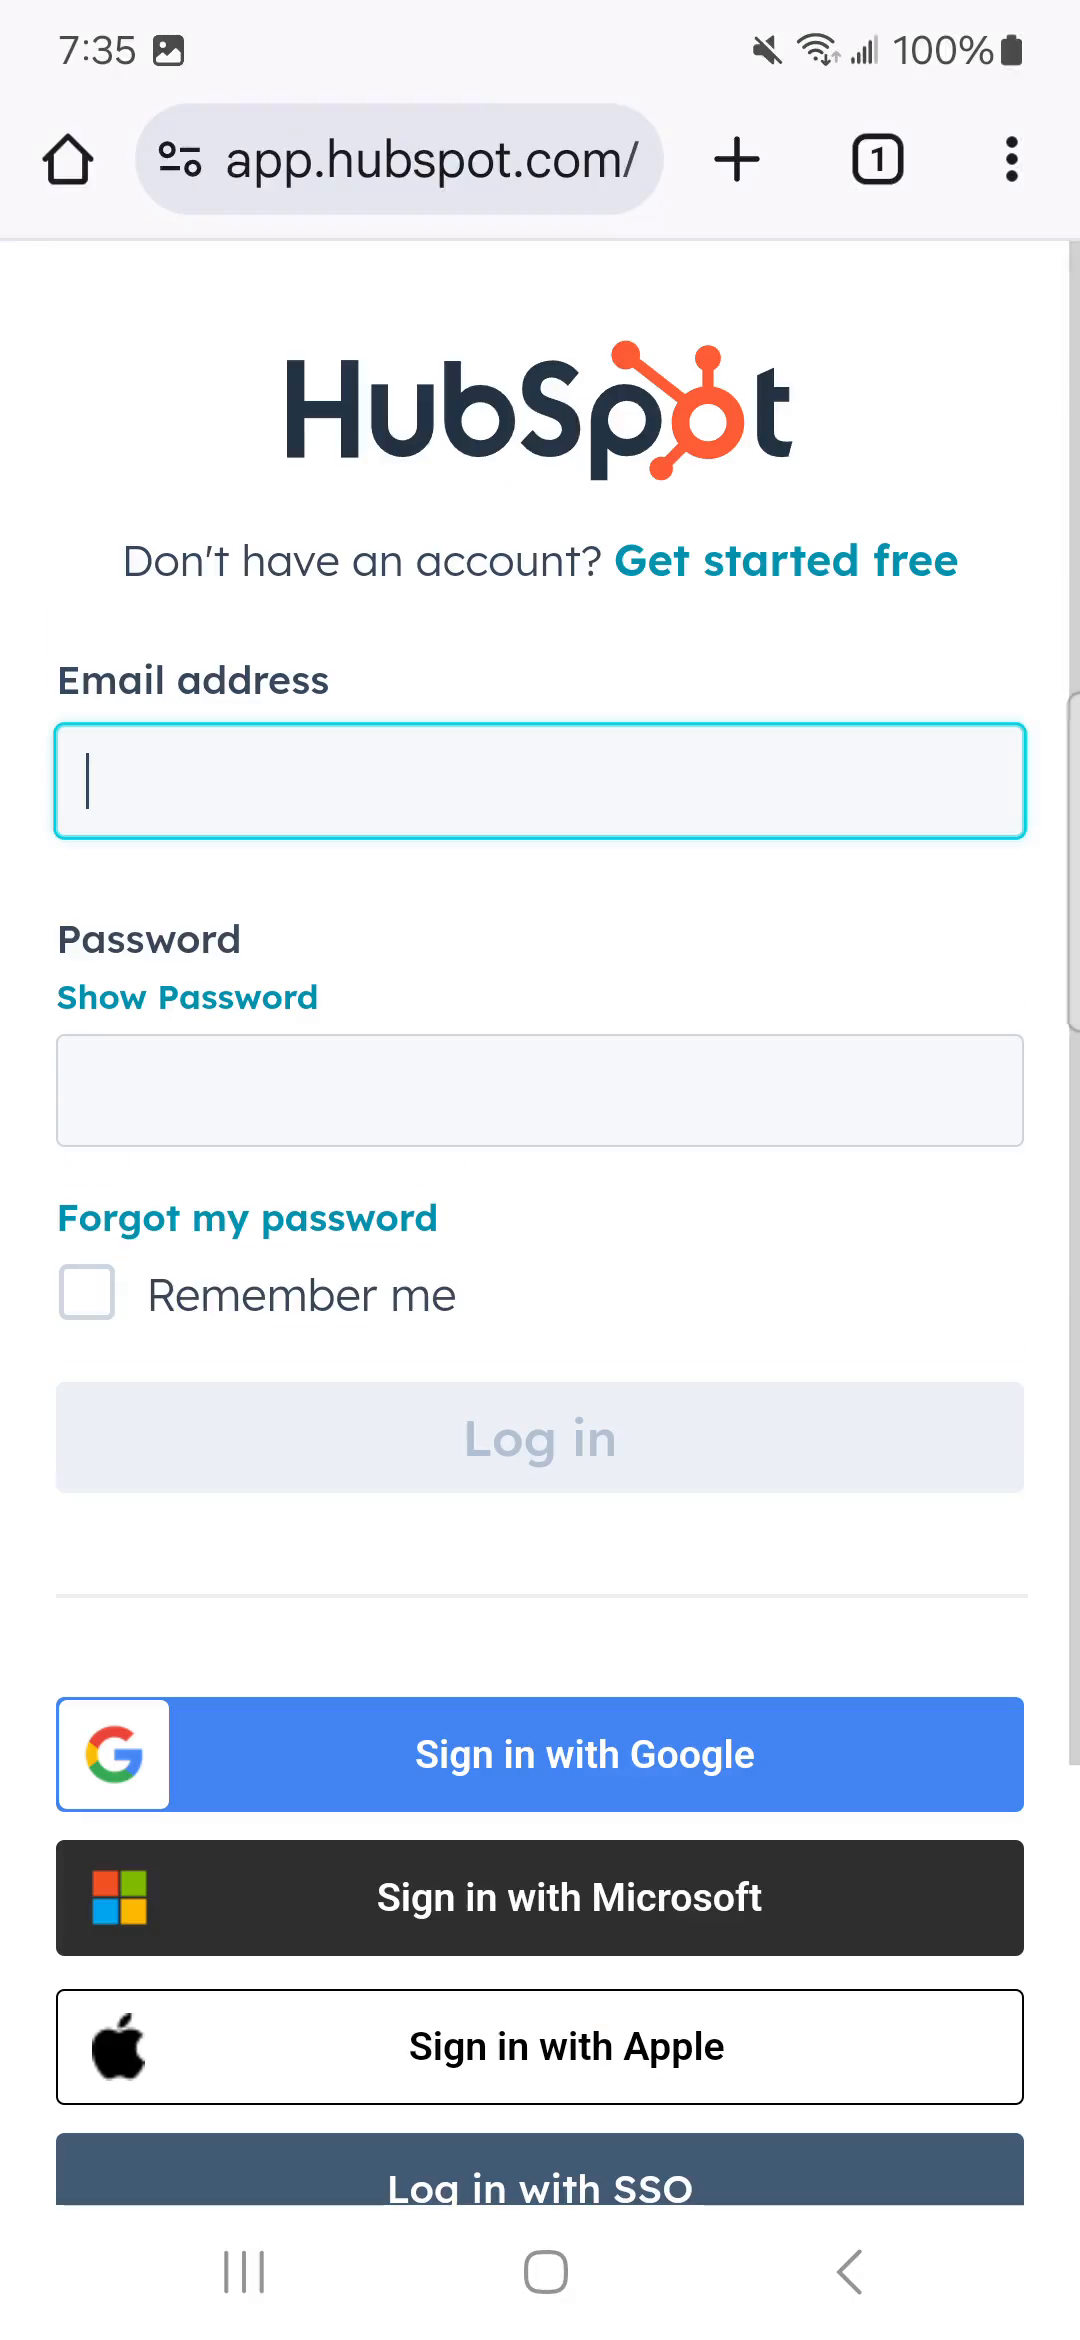 7:35 100%
app.hubspot.com/ 1
HubSpot
Don't have an account? Get started free
Email address
Password
Show Password
Forgot my password
Remember me
Log in
Sign in with Google
Sign in with Microsoft
Sign in with Apple
Log in with SSO